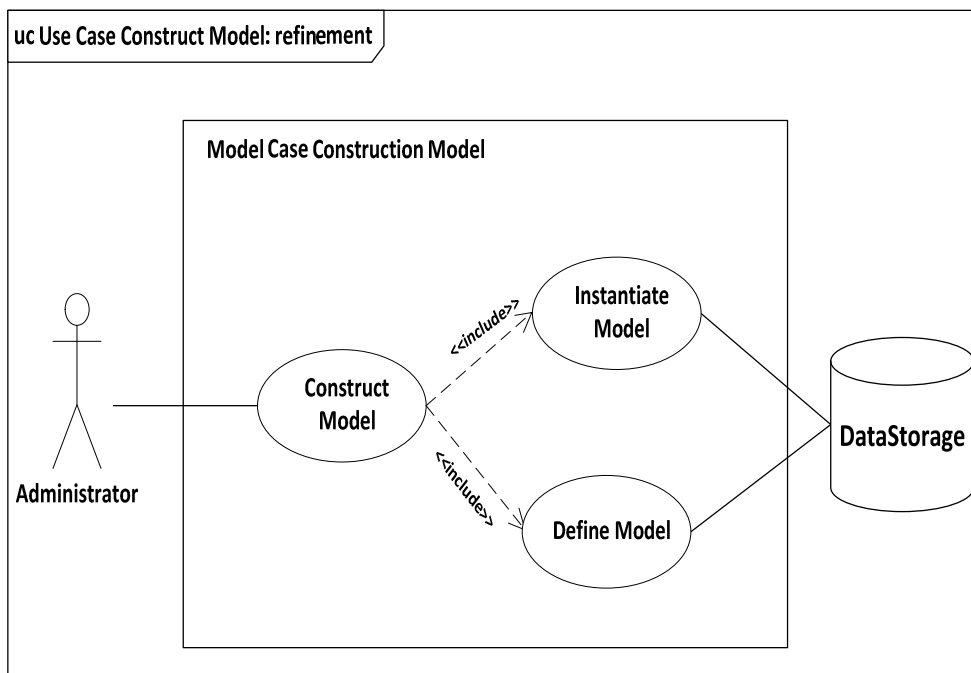 uc Use Case Construct Model: refinement
Model Case Construction Model
Instantiate
Model
<<include>>
Construct
Model
DataStorage
<<include>>
Administrator
Define Model